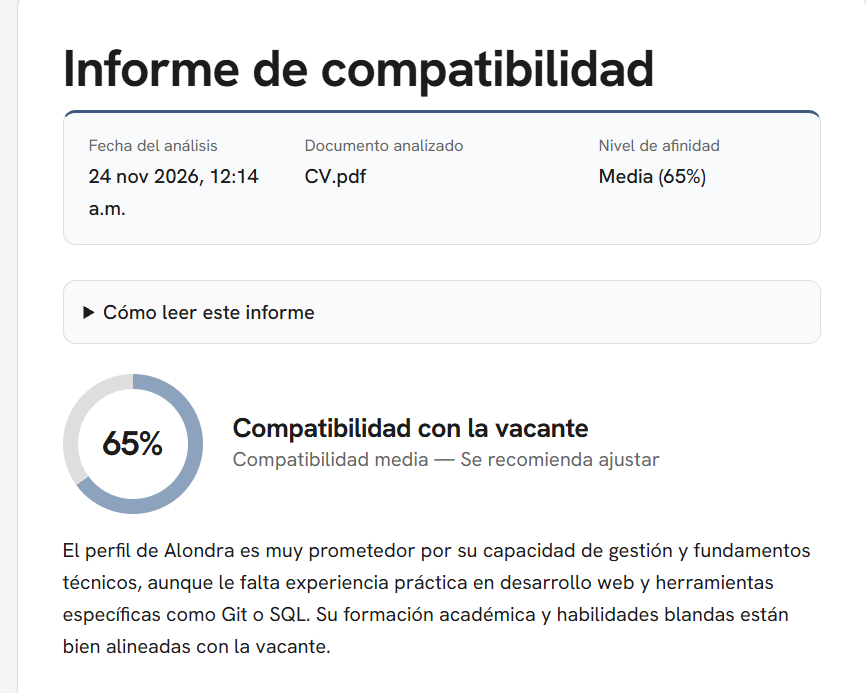 Informe de compatibilidad
Fecha del análisis
24 nov 2026, 12:14
a.m.
Documento analizado
CV.pdf
Nivel de afinidad
Media (65%)
Cómo leer este informe
65%
Compatibilidad con la vacante
Compatibilidad media — Se recomienda ajustar
El perfil de Alondra es muy prometedor por su capacidad de gestión y fundamentos
técnicos, aunque le falta experiencia práctica en desarrollo web y herramientas
específicas como Git o SQL. Su formación académica y habilidades blandas están
bien alineadas con la vacante.